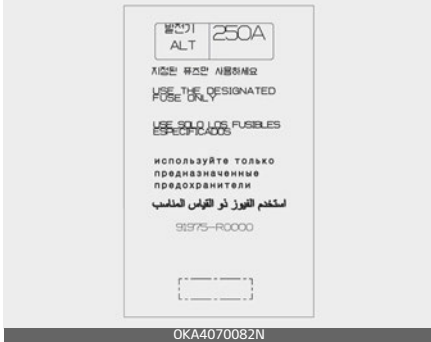 발전기 250A
ALT
지정된 퓨즈만 사용하세요
USE THE DESIGNATED
FUSE ONLY
USE SOLO LOS FUSIBLES
ESPECIFICADOS
используйте только
предназначенные
предохранители
استخدم الفيوز ذو القياس المناسب
91975-R0000
OKA4070082N